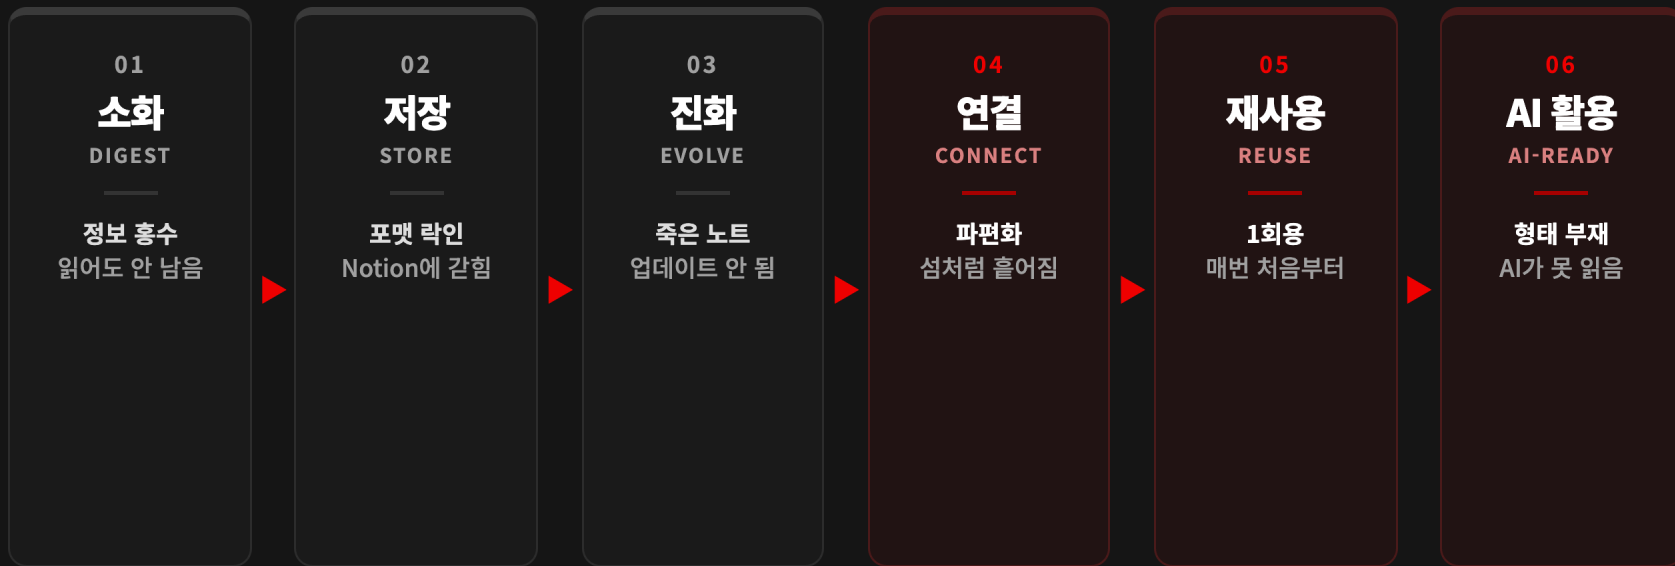 01
소화
DIGEST
정보 홍수
읽어도 안 남음
02
저장
STORE
포맷 락인
Notion에 갇힘
03
진화
EVOLVE
죽은 노트
업데이트 안 됨
04
연결
CONNECT
파편화
섬처럼 흩어짐
05
재사용
REUSE
1회용
매번 처음부터
06
AI 활용
AI-READY
형태 부재
AI가 못 읽음